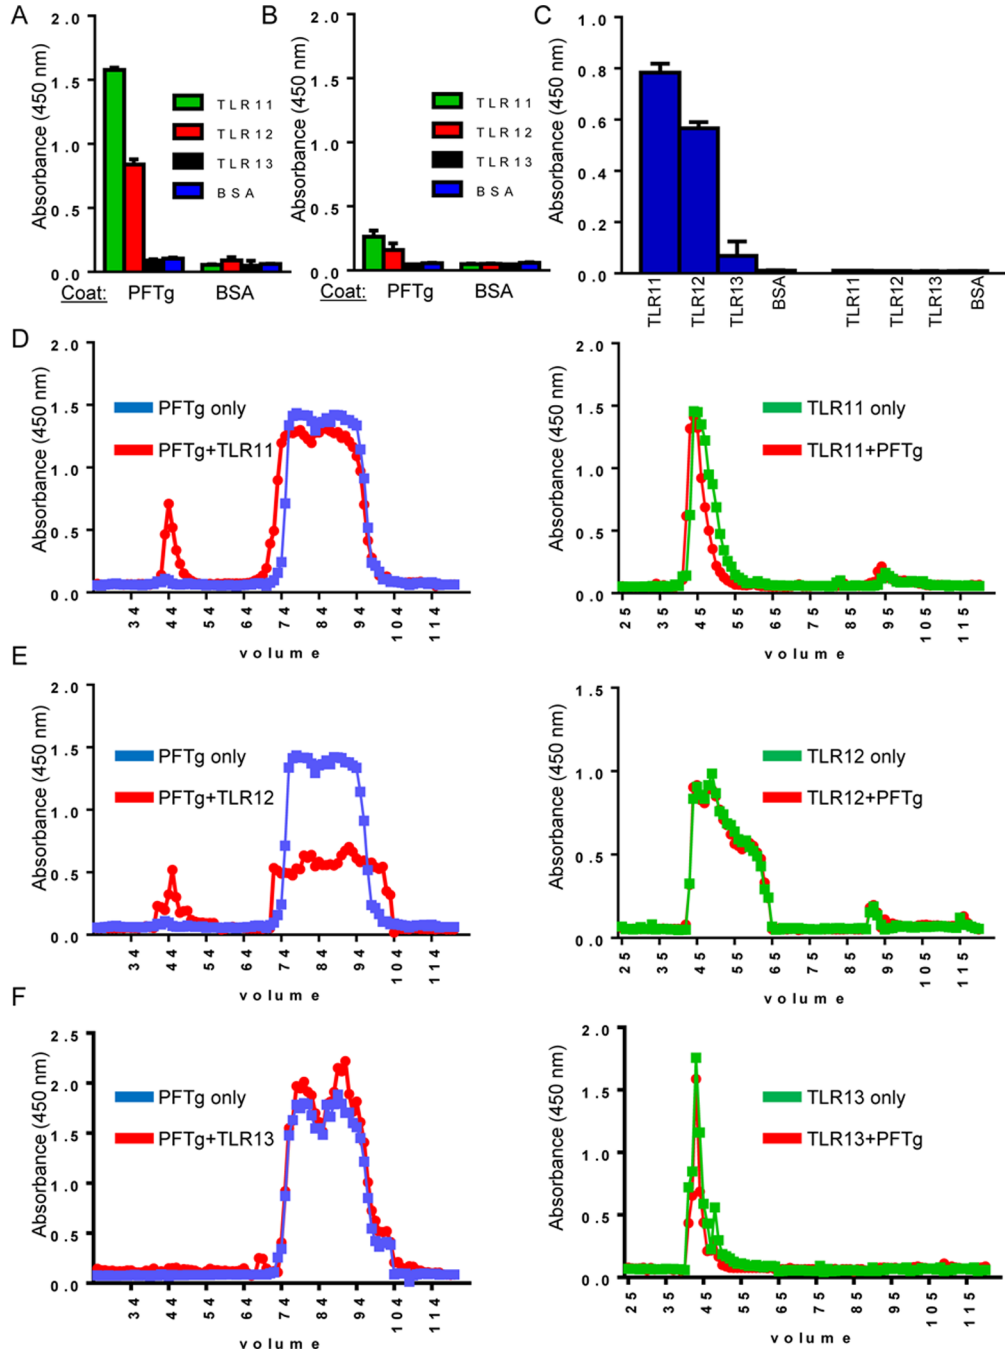 A
Absorbance (450 nm)
2.0
1.5
1.0
0.5
0.0
TLR11
TLR12
TLR13
BSA
Coat: PFTg BSA
B
Absorbance (450 nm)
2.0
1.5
1.0
0.5
0.0
TLR11
TLR12
TLR13
BSA
Coat: PFTg BSA
C
Absorbance (450 nm)
1.0
0.8
0.6
0.4
0.2
0.0
TLR11 TLR12 TLR13 BSA TLR11 TLR12 TLR13 BSA
D
Absorbance (450 nm)
2.0
1.5
1.0
0.5
0.0
PFTg only
PFTg+TLR11
34 44 54 64 74 84 94 104 114
volume
Absorbance (450 nm)
2.0
1.5
1.0
0.5
0.0
TLR11 only
TLR11+PFTg
25 35 45 55 65 75 85 95 105 115
volume
E
Absorbance (450 nm)
2.0
1.5
1.0
0.5
0.0
PFTg only
PFTg+TLR12
34 44 54 64 74 84 94 104 114
volume
Absorbance (450 nm)
1.5
1.0
0.5
0.0
TLR12 only
TLR12+PFTg
25 35 45 55 65 75 85 95 105 115
volume
F
Absorbance (450 nm)
2.5
2.0
1.5
1.0
0.5
0.0
PFTg only
PFTg+TLR13
34 44 54 64 74 84 94 104 114
volume
Absorbance (450 nm)
2.0
1.5
1.0
0.5
0.0
TLR13 only
TLR13+PFTg
25 35 45 55 65 75 85 95 105 115
volume